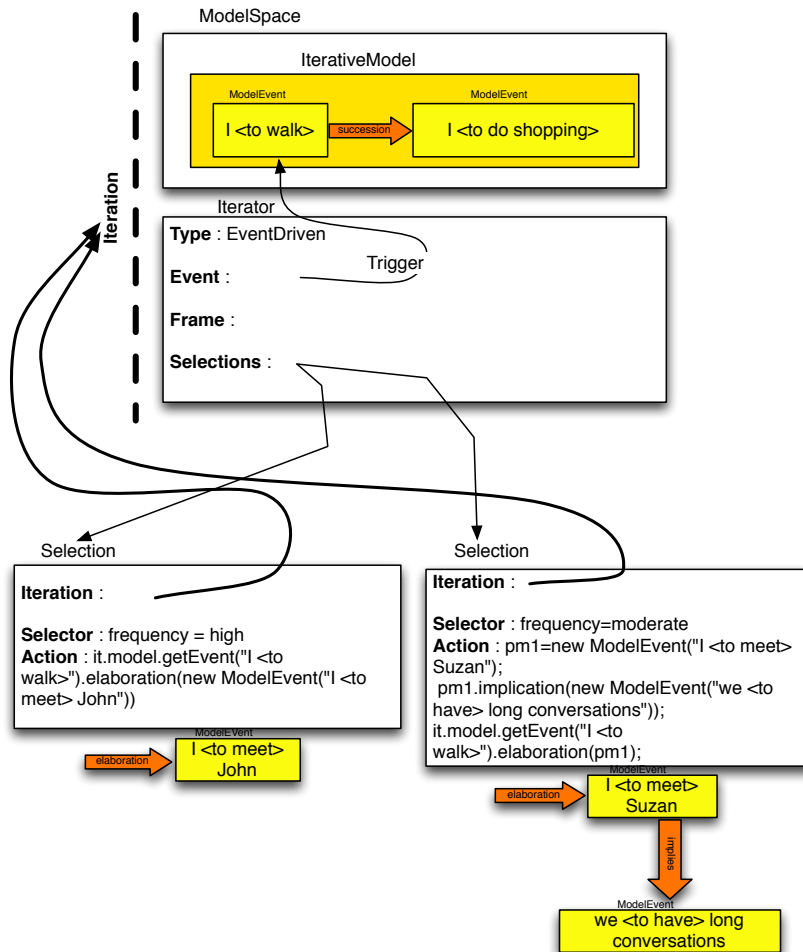 ModelSpace
IterativeModel
ModelEvent
I <to walk>
succession
ModelEvent
I <to do shopping>
Iteration
Iterator
Type : EventDriven
Trigger
Event :
Frame :
Selections :
Selection
Iteration :
Selector : frequency = high
Action : it.model.getEvent("I <to
walk>").elaboration(new ModelEvent("I <to
meet> John"))
elaboration
ModelEVent
I <to meet>
John
Selection
Iteration :
Selector : frequency=moderate
Action : pm1=new ModelEvent("I <to meet>
Suzan");
pm1.implication(new ModelEvent("we <to
have> long conversations"));
it.model.getEvent("I <to
walk>").elaboration(pm1);
elaboration
ModelEvent
I <to meet>
Suzan
implies
ModelEvent
we <to have> long
conversations